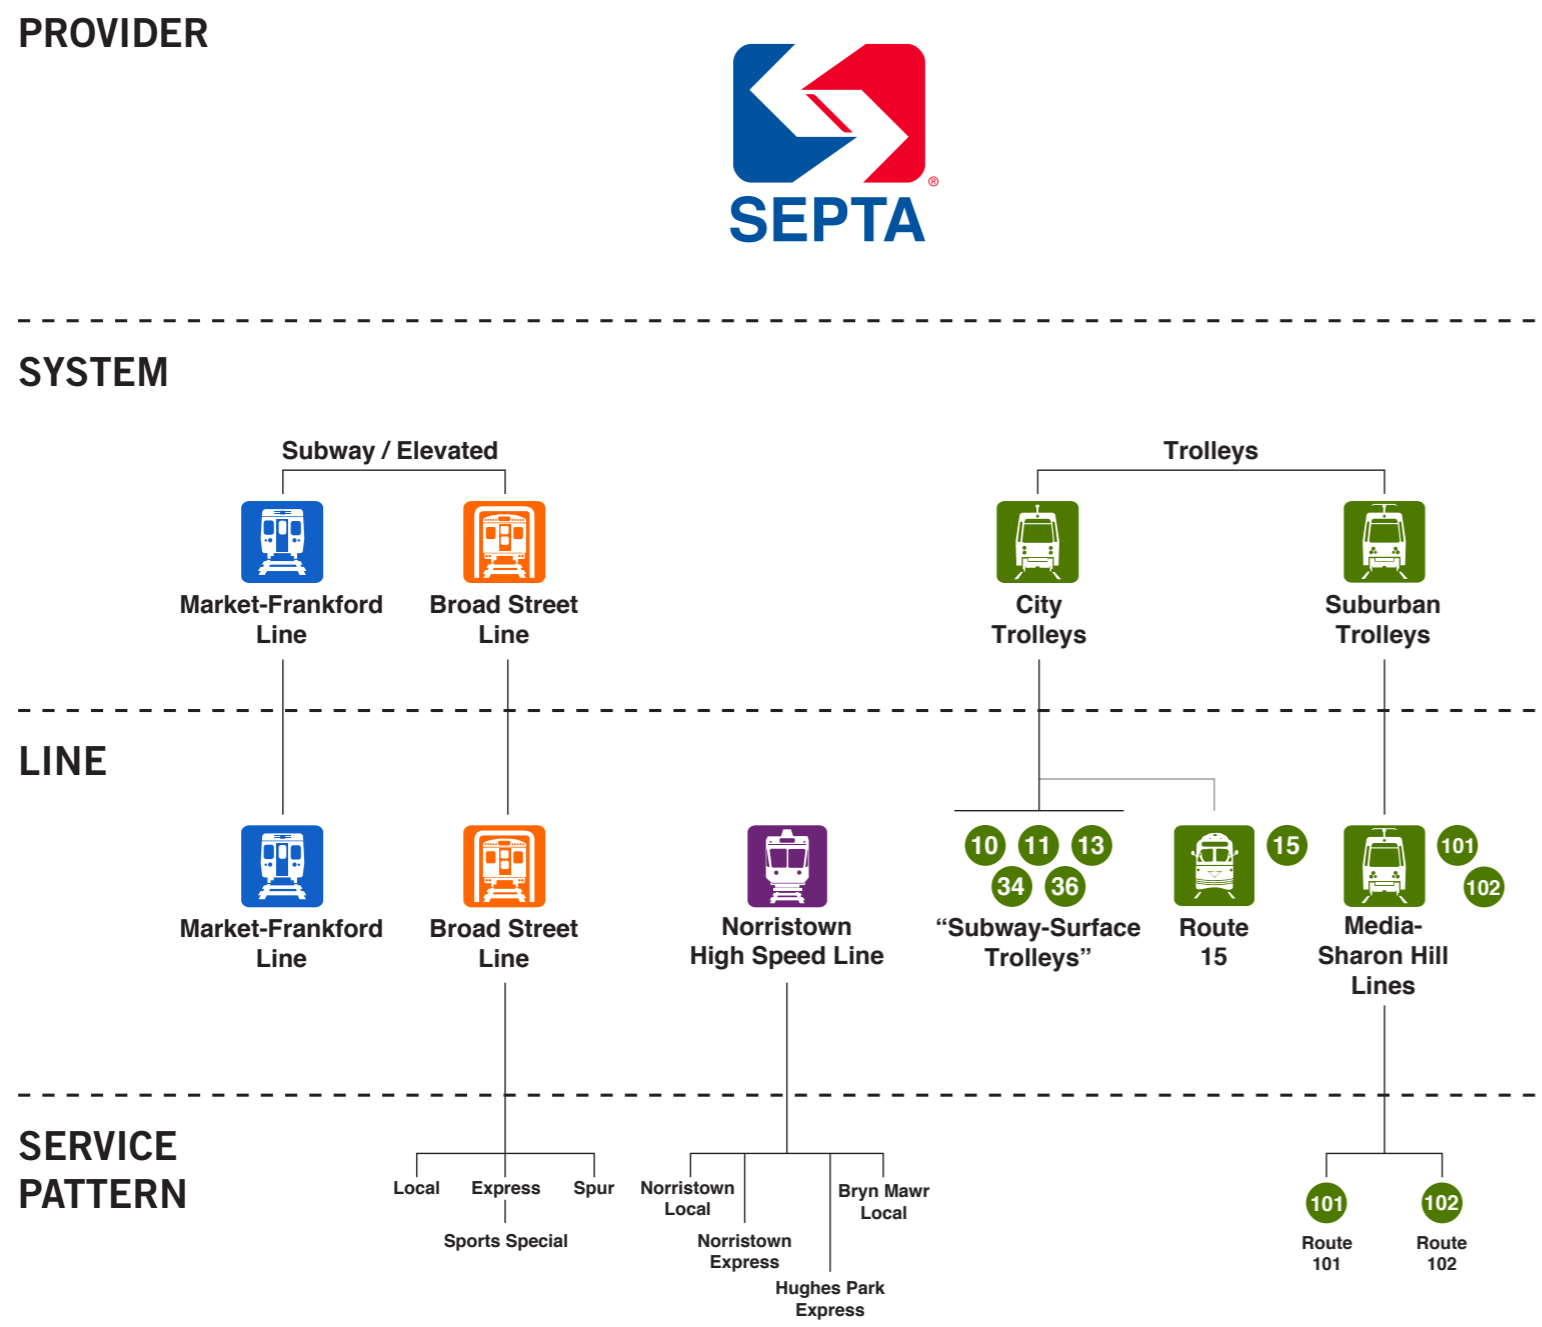 PROVIDER
®
SEPTA
SYSTEM
Subway / Elevated
Trolleys
Market-Frankford
Line
Broad Street
Line
City
Trolleys
Suburban
Trolleys
LINE
10 11 13
34 36
15
101
102
Market-Frankford
Line
Broad Street
Line
Norristown
High Speed Line
“Subway-Surface
Trolleys”
Route
15
Media-
Sharon Hill
Lines
SERVICE
PATTERN
Local
Express
Spur
Sports Special
Norristown
Local
Norristown
Express
Hughes Park
Express
Bryn Mawr
Local
101
Route
101
102
Route
102